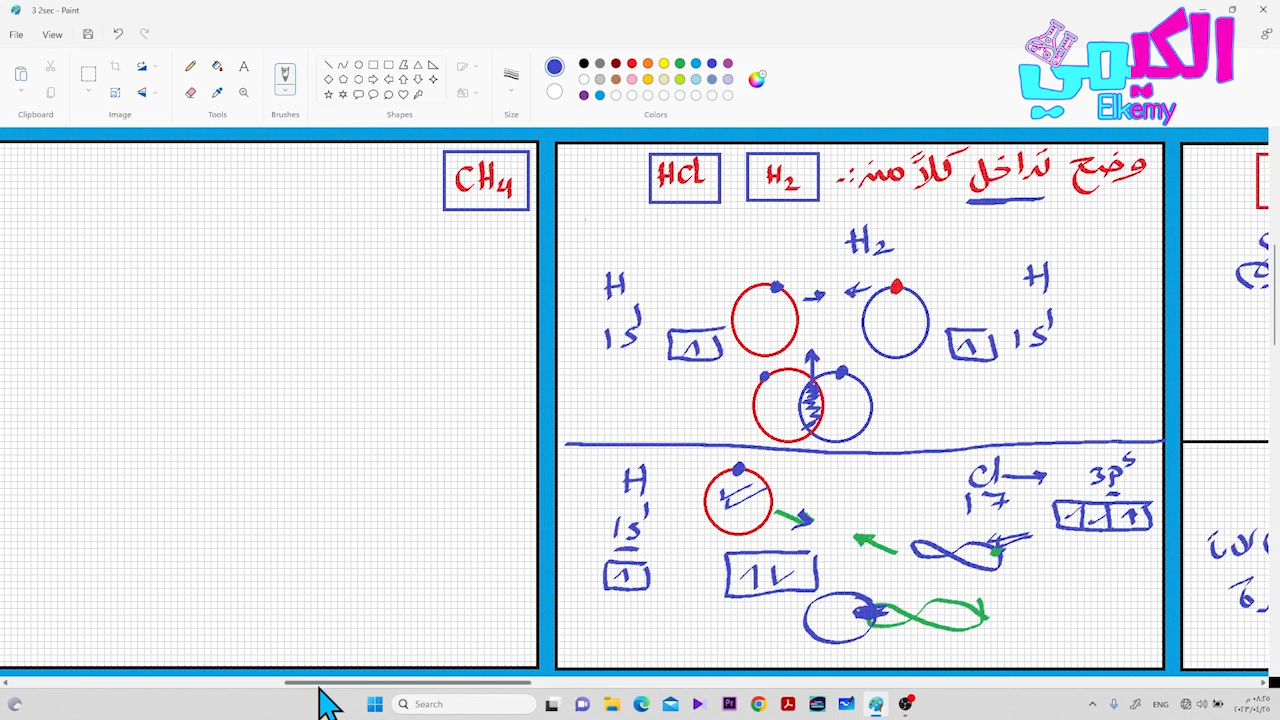 3 2sec - Paint
File View
Clipboard Image Tools Brushes Shapes Size Colors
الكيمي
Elkemy
وضح تداخل كلاً من :-
H₂
HCl
CH₄
H₂
H
H
1s¹
1s¹
H
Cl → 3p⁵
17
1s¹
Search
ENG